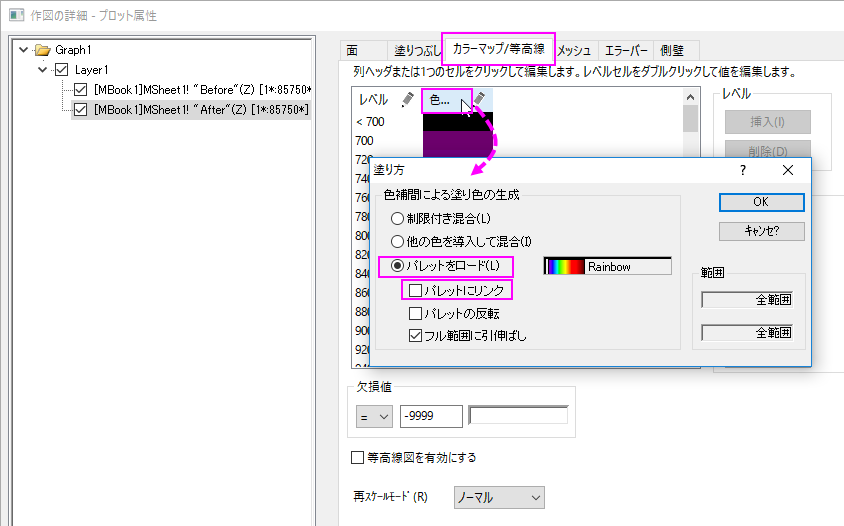 作図の詳細 - プロット属性
Graph1
Layer1
[MBook1]MSheet1! "Before"(Z) [1*:85750*
[MBook1]MSheet1! "After"(Z) [1*:85750*]
面
塗りつぶし
カラーマップ/等高線
メッシュ
エラーバー
側壁
列ヘッダまたは1つのセルをクリックして編集します。レベルセルをダブルクリックして値を編集します。
レベル
色...
レベル
< 700
挿入(I)
700
削除(D)
720
塗り方
?
740
色補間による塗り色の生成
OK
760
制限付き混合(L)
780
キャンセ?
800
他の色を導入して混合(I)
820
パレットをロード(L)
Rainbow
範囲
840
860
パレットにリンク
全範囲
880
パレットの反転
900
フル範囲に引伸ばし
全範囲
920
940
欠損値
=
-9999
等高線図を有効にする
再スケールモード(R)
ノーマル